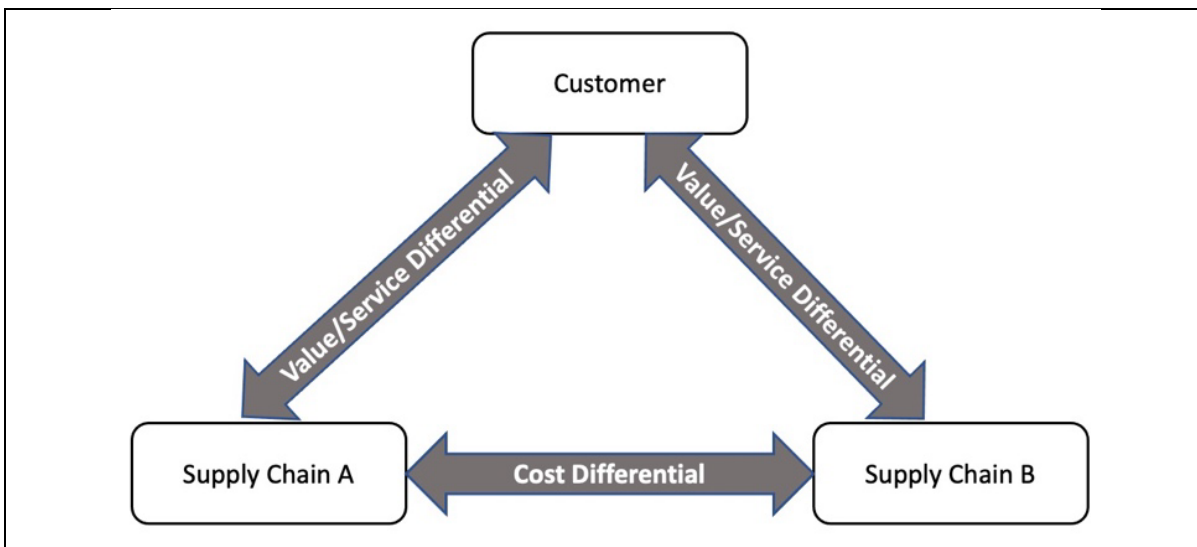 Customer
Value/Service Differential
Value/Service Differential
Supply Chain A
Cost Differential
Supply Chain B